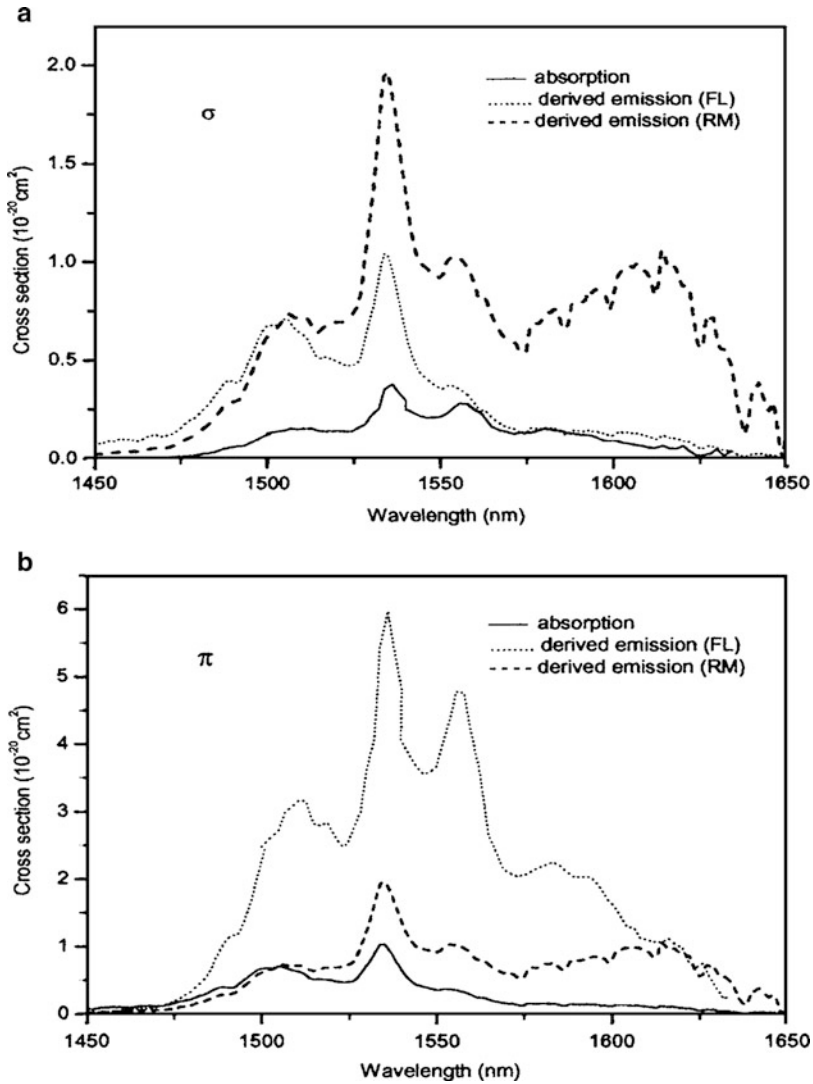 a
σ
absorption
derived emission (FL)
derived emission (RM)
Cross section (10⁻²⁰cm²)
2.0
1.5
1.0
0.5
0.0
1450 1500 1550 1600 1650
Wavelength (nm)
b
π
absorption
derived emission (FL)
derived emission (RM)
Cross section (10⁻²⁰cm²)
6
5
4
3
2
1
0
1450 1500 1550 1600 1650
Wavelength (nm)